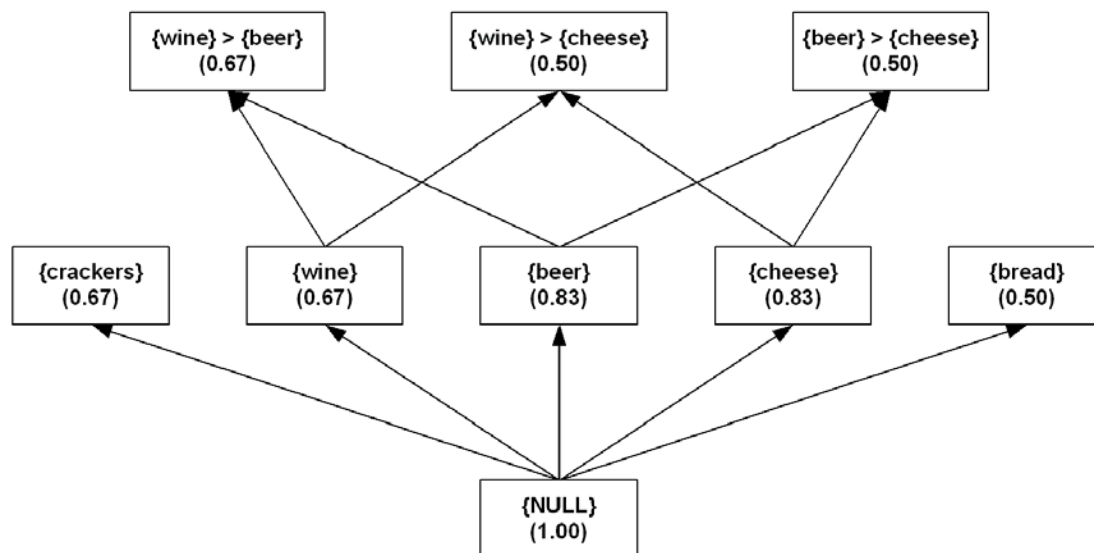 {wine} > {beer}
(0.67)
{wine} > {cheese}
(0.50)
{beer} > {cheese}
(0.50)
{crackers}
(0.67)
{wine}
(0.67)
{beer}
(0.83)
{cheese}
(0.83)
{bread}
(0.50)
{NULL}
(1.00)